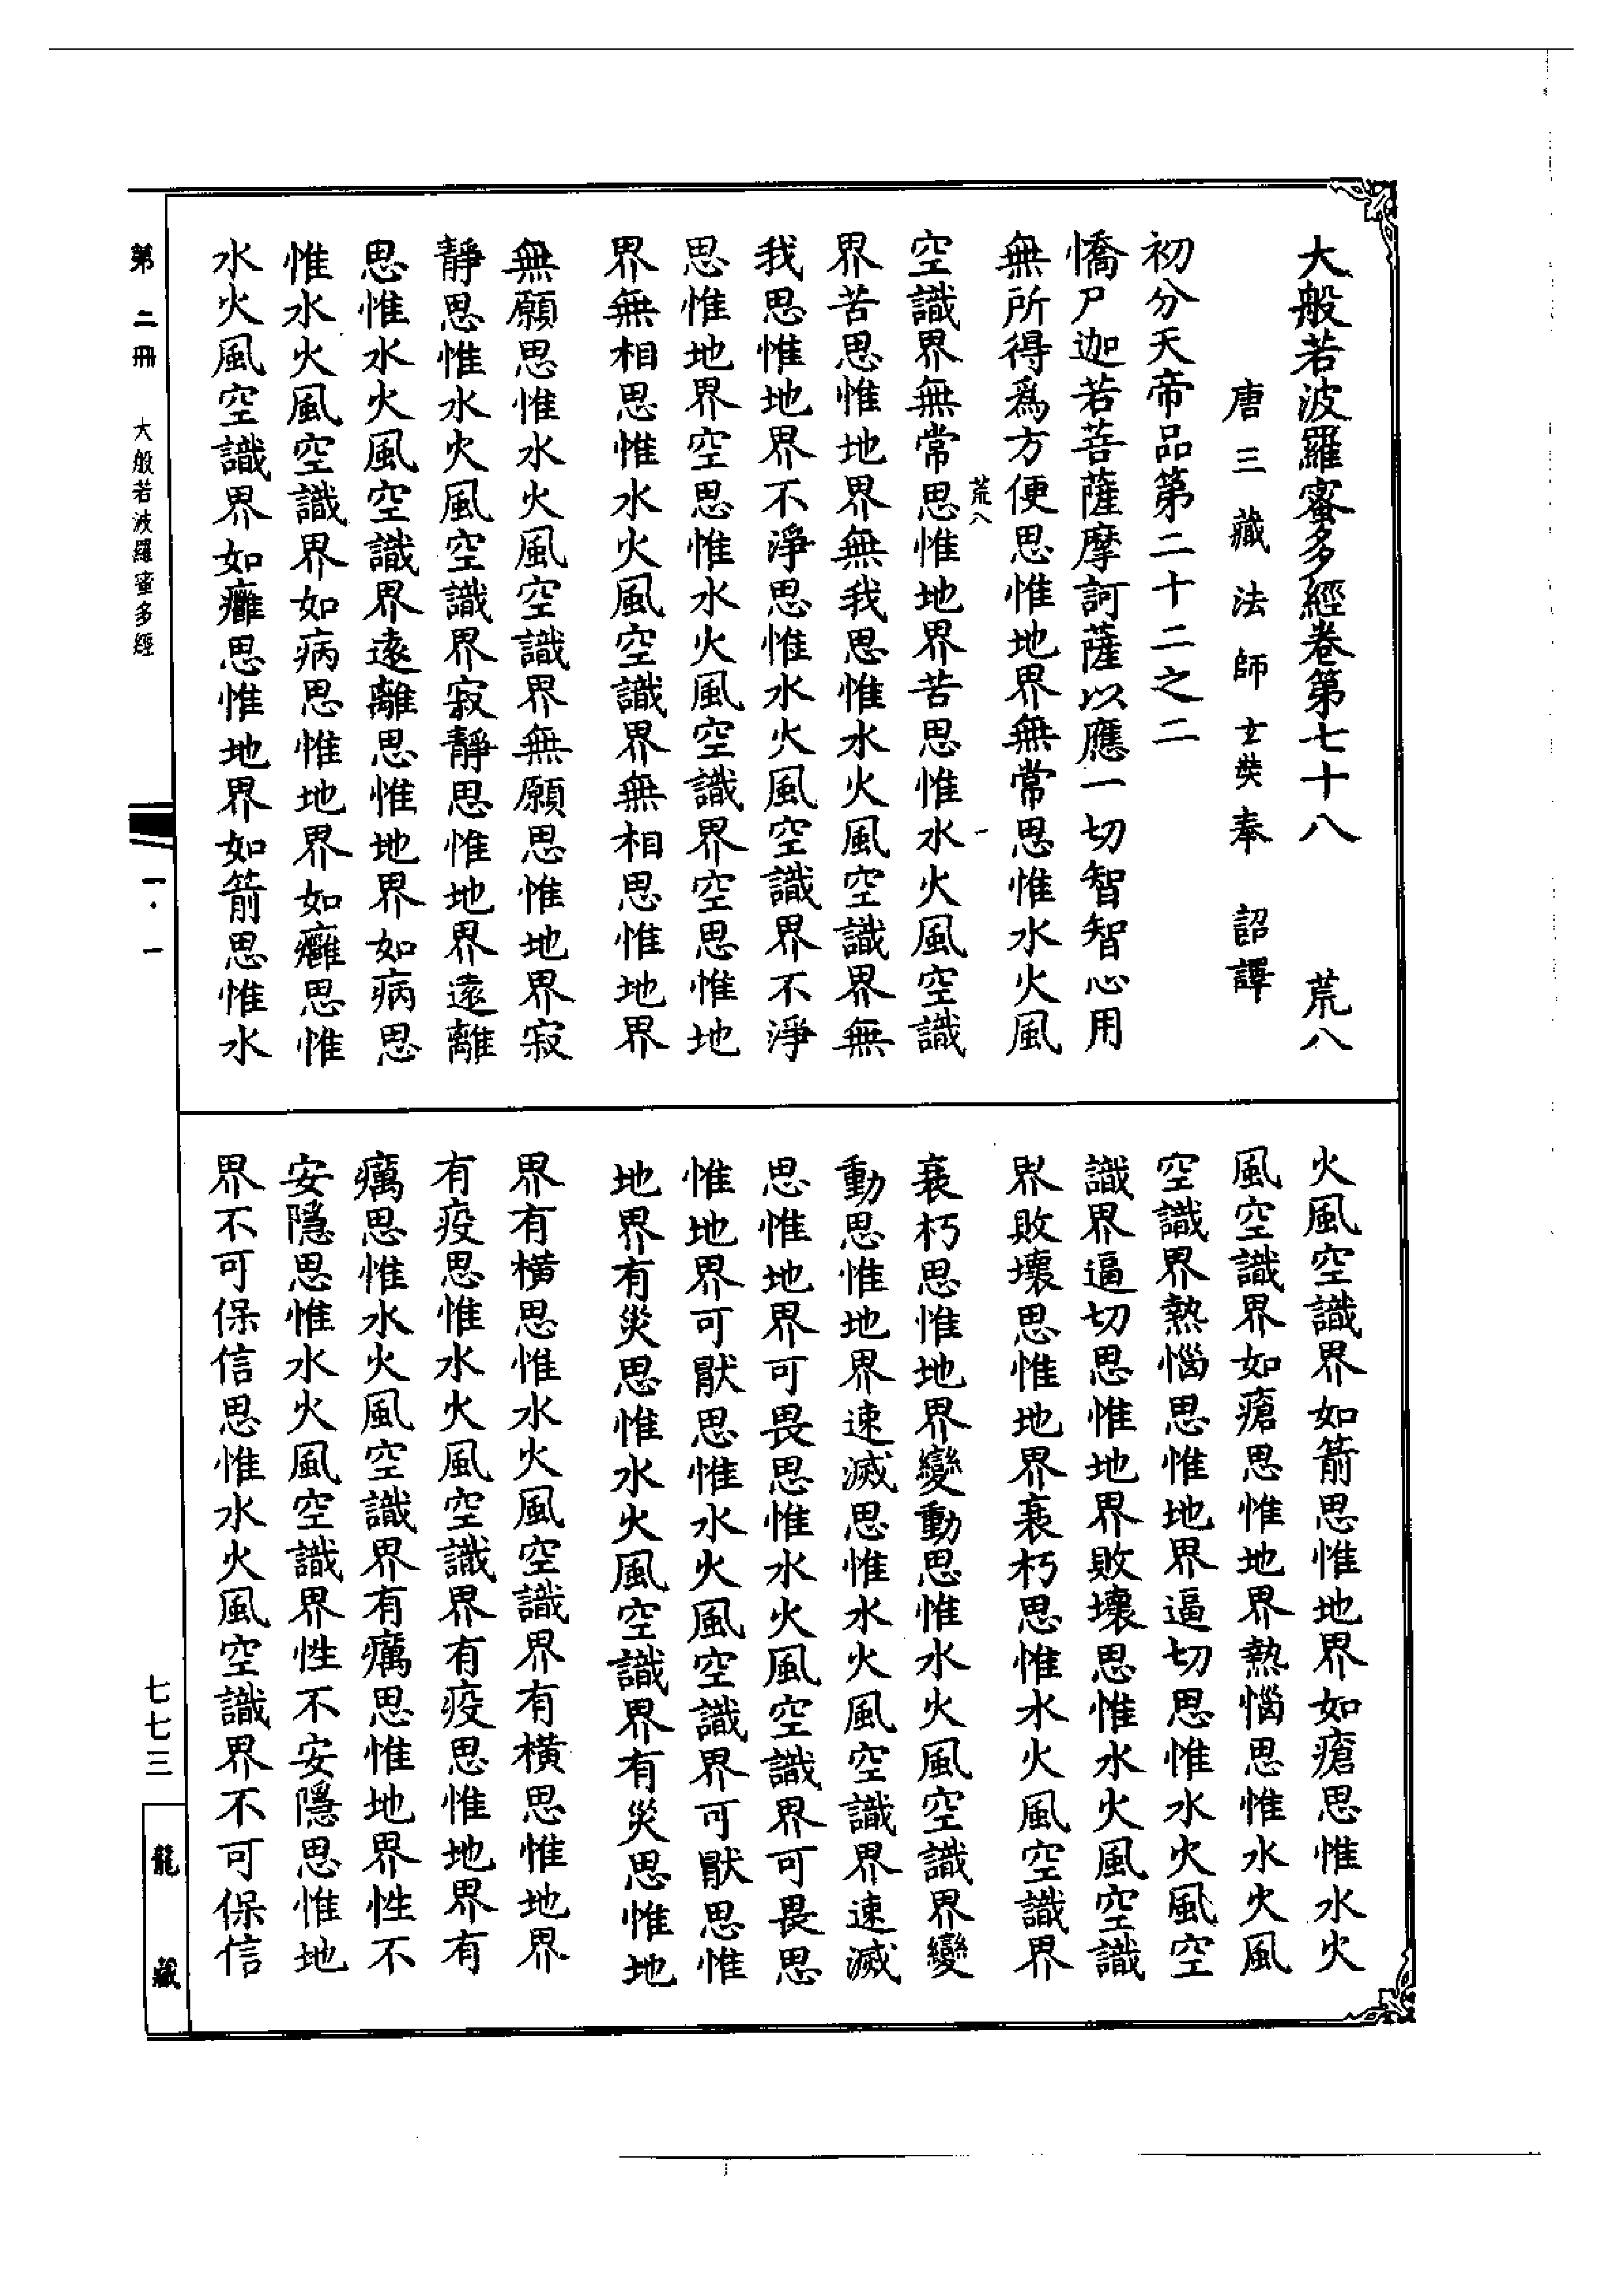 大般若波羅蜜多經卷第七十八　荒八
唐三藏法師玄奘奉　詔譯
初分天帝品第二十二之二
憍尸迦若菩薩摩訶薩以應一切智智心用
無所得爲方便思惟地界無常思惟水火風
荒八
一
空識界無常思惟地界苦思惟水火風空識
界苦思惟地界無我思惟水火風空識界無
我思惟地界不淨思惟水火風空識界不淨
思惟地界空思惟水火風空識界空思惟地
界無相思惟水火風空識界無相思惟地界
無願思惟水火風空識界無願思惟地界寂
靜思惟水火風空識界寂靜思惟地界遠離
思惟水火風空識界遠離思惟地界如病思
惟水火風空識界如病思惟地界如癰思惟
水火風空識界如癰思惟地界如箭思惟水
火風空識界如箭思惟地界如瘡思惟水火
風空識界如瘡思惟地界熱惱思惟水火風
空識界熱惱思惟地界逼切思惟水火風空
識界逼切思惟地界敗壞思惟水火風空識
界敗壞思惟地界衰朽思惟水火風空識界
衰朽思惟地界變動思惟水火風空識界變
動思惟地界速滅思惟水火風空識界速滅
思惟地界可畏思惟水火風空識界可畏思
惟地界可猒思惟水火風空識界可猒思惟
地界有災思惟水火風空識界有災思惟地
界有橫思惟水火風空識界有橫思惟地界
有疫思惟水火風空識界有疫思惟地界有
癘思惟水火風空識界有癘思惟地界性不
安隱思惟水火風空識界性不安隱思惟地
界不可保信思惟水火風空識界不可保信
第二冊　大般若波羅蜜多經
一·一
七七三
龍藏